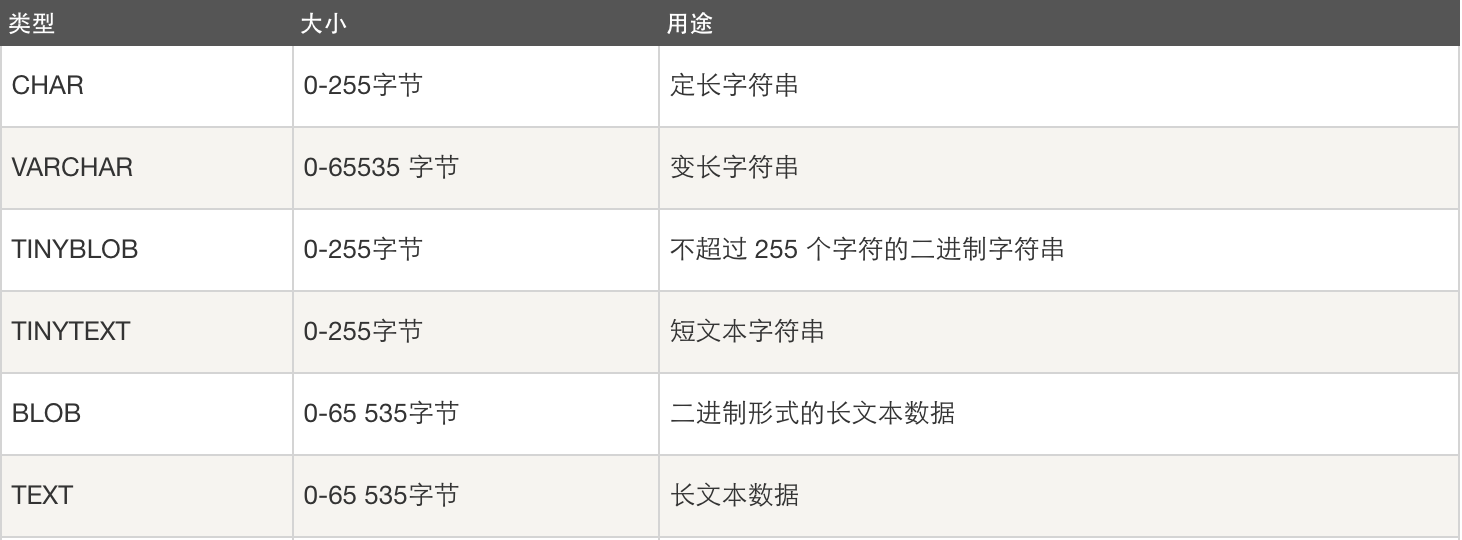 类型 大小 用途
CHAR 0-255字节 定长字符串
VARCHAR 0-65535 字节 变长字符串
TINYBLOB 0-255字节 不超过 255 个字符的二进制字符串
TINYTEXT 0-255字节 短文本字符串
BLOB 0-65 535字节 二进制形式的长文本数据
TEXT 0-65 535字节 长文本数据